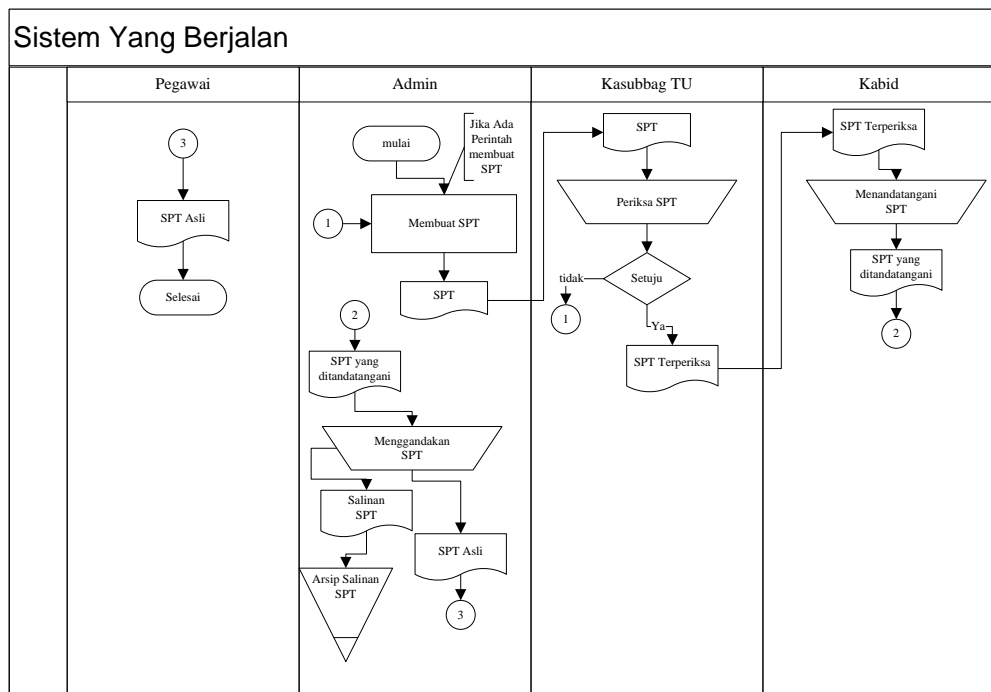 Sistem Yang Berjalan
Pegawai
Admin
Kasubbag TU
Kabid
3
SPT Asli
Selesai
mulai
Jika Ada
Perintah
membuat
SPT
1
Membuat SPT
SPT
2
SPT yang
ditandatangani
Menggandakan
SPT
Salinan
SPT
Arsip Salinan
SPT
SPT Asli
3
SPT
Periksa SPT
Setuju
tidak
1
Ya
SPT Terperiksa
SPT Terperiksa
Menandatangani
SPT
SPT yang
ditandatangani
2